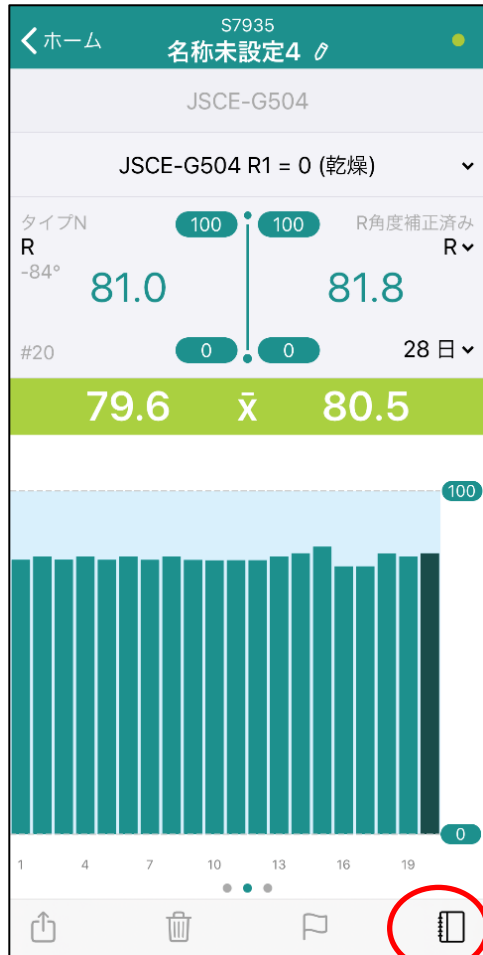 S7935
ホーム
名称未設定4
JSCE-G504
JSCE-G504 R1 = 0 (乾燥)
タイプN
R
-84°
100
100
R角度補正済み
R
81.0
81.8
#20
0
0
28 日
79.6 x̄ 80.5
100
0
1 4 7 10 13 16 19